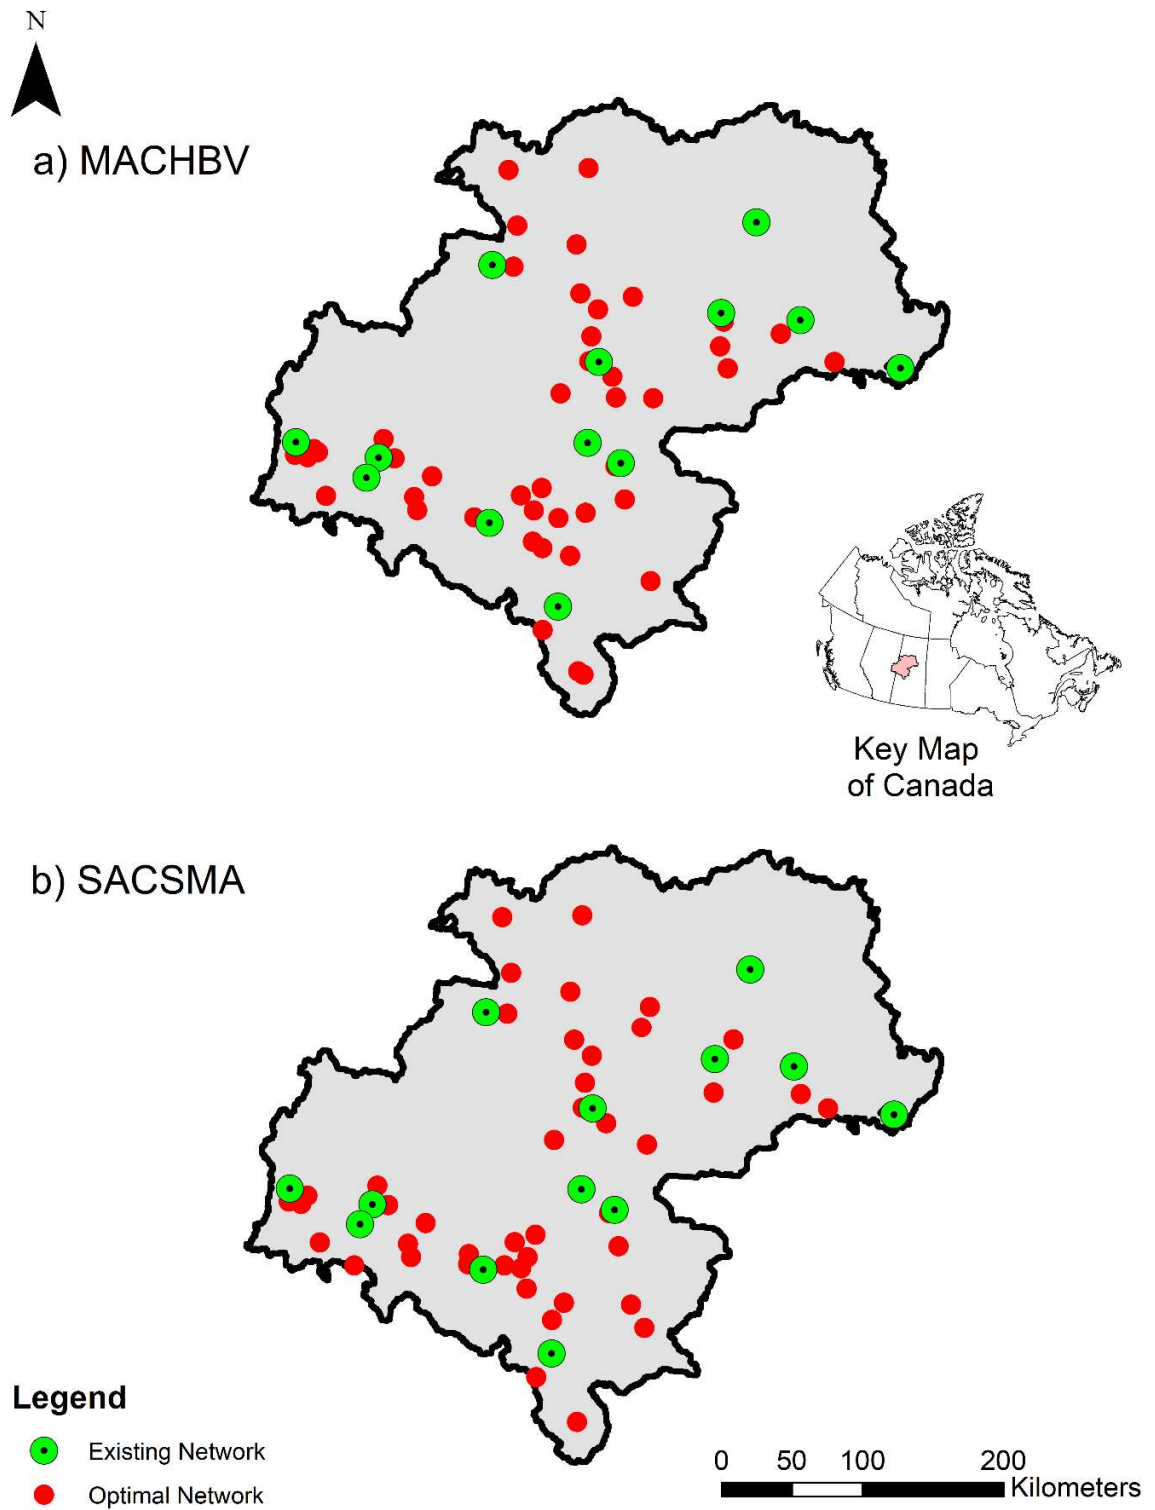 N
a) MACHBV
Key Map
of Canada
b) SACSMA
Legend
Existing Network
Optimal Network
0 50 100 200
Kilometers